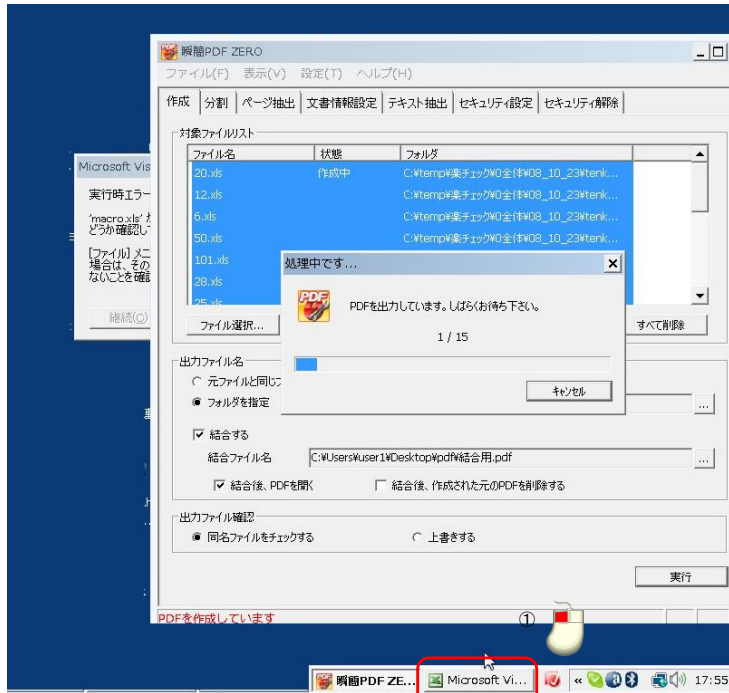 瞬簡PDF ZERO
ファイル(F) 表示(V) 設定(T) ヘルプ(H)
作成 分割 ページ抽出 文書情報設定 テキスト抽出 セキュリティ設定 セキュリティ解除
対象ファイルリスト
ファイル名 状態 フォルダ
20.xls 作成中 C:¥temp¥楽チェック¥0全体¥08_10_23¥tenk...
12.xls C:¥temp¥楽チェック¥0全体¥08_10_23¥tenk...
6.xls C:¥temp¥楽チェック¥0全体¥08_10_23¥tenk...
50.xls C:¥temp¥楽チェック¥0全体¥08_10_23¥tenk...
101.xls
28.xls
25.xls
Microsoft Vis
実行時エラー
'macro.xls'
どうか確認し
[ファイル] メニ
場合は、その
ないことを確認
継続(C)
処理中です...
PDF
PDFを出力しています。しばらくお待ち下さい。
1 / 15
キャンセル
ファイル選択...
すべて削除
出力ファイル名
元ファイルと同じフ
フォルダを指定
...
結合する
結合ファイル名 C:¥Users¥user1¥Desktop¥pdf¥結合用.pdf ...
結合後、PDFを開く 結合後、作成された元のPDFを削除する
出力ファイル確認
同名ファイルをチェックする 上書きする
実行
PDFを作成しています
①
瞬簡PDF ZE... Microsoft Vi... « 17:55